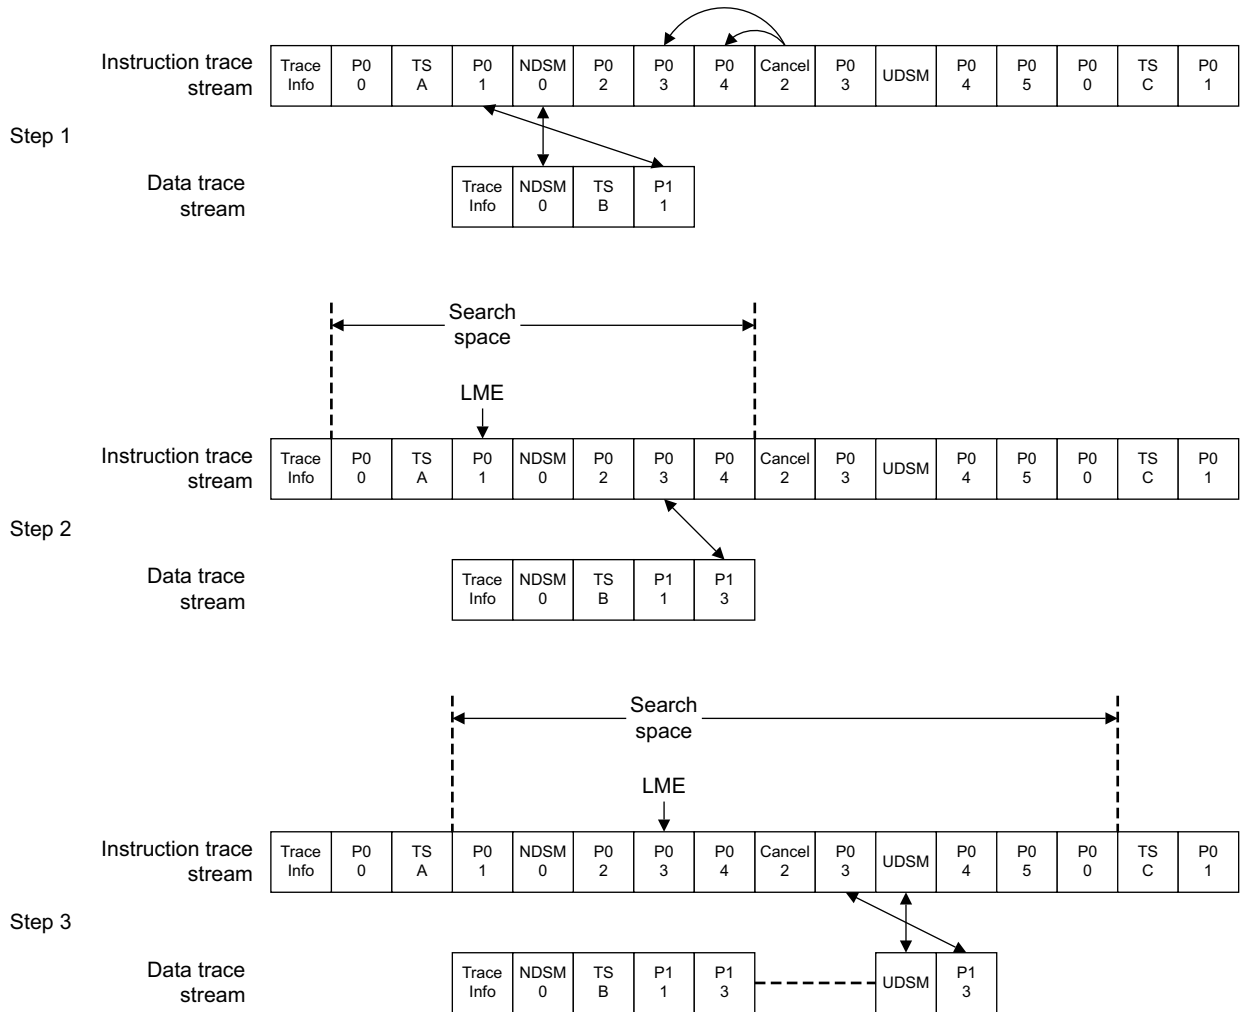 Instruction trace
stream
Trace
Info
P0
0
TS
A
P0
1
NDSM
0
P0
2
P0
3
P0
4
Cancel
2
P0
3
UDSM
P0
4
P0
5
P0
0
TS
C
P0
1
Step 1
Data trace
stream
Trace
Info
NDSM
0
TS
B
P1
1
Search
space
LME
Instruction trace
stream
Trace
Info
P0
0
TS
A
P0
1
NDSM
0
P0
2
P0
3
P0
4
Cancel
2
P0
3
UDSM
P0
4
P0
5
P0
0
TS
C
P0
1
Step 2
Data trace
stream
Trace
Info
NDSM
0
TS
B
P1
1
P1
3
Search
space
LME
Instruction trace
stream
Trace
Info
P0
0
TS
A
P0
1
NDSM
0
P0
2
P0
3
P0
4
Cancel
2
P0
3
UDSM
P0
4
P0
5
P0
0
TS
C
P0
1
Step 3
Data trace
stream
Trace
Info
NDSM
0
TS
B
P1
1
P1
3
UDSM
P1
3